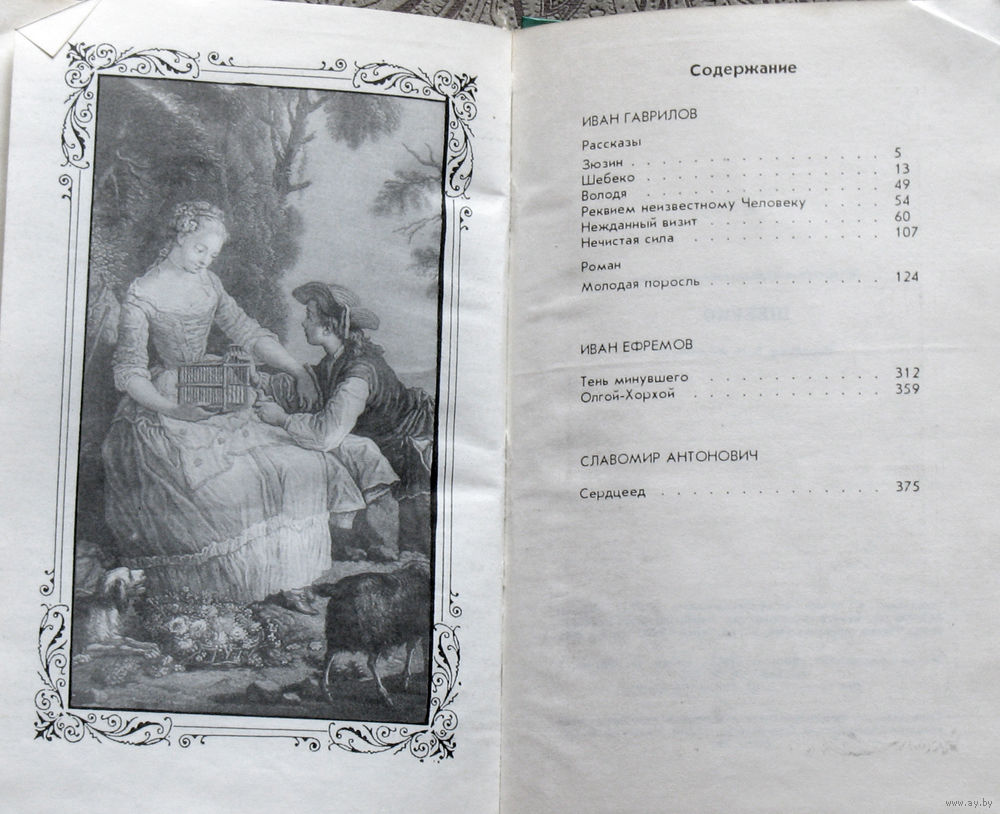 Содержание
ИВАН ГАВРИЛОВ
Рассказы
Зюзин . . . . . . . . . . . . . . 5
Шебеко . . . . . . . . . . . . . . 13
Володя . . . . . . . . . . . . . . 49
Реквием неизвестному Человеку . . . . . 54
Нежданный визит . . . . . . . . . . 60
Нечистая сила . . . . . . . . . . . 107
Роман
Молодая поросль . . . . . . . . . . 124
ИВАН ЕФРЕМОВ
Тень минувшего . . . . . . . . . . 312
Олгой-Хорхой . . . . . . . . . . . 359
СЛАВОМИР АНТОНОВИЧ
Сердцеед . . . . . . . . . . . . . 375
www.ay.by